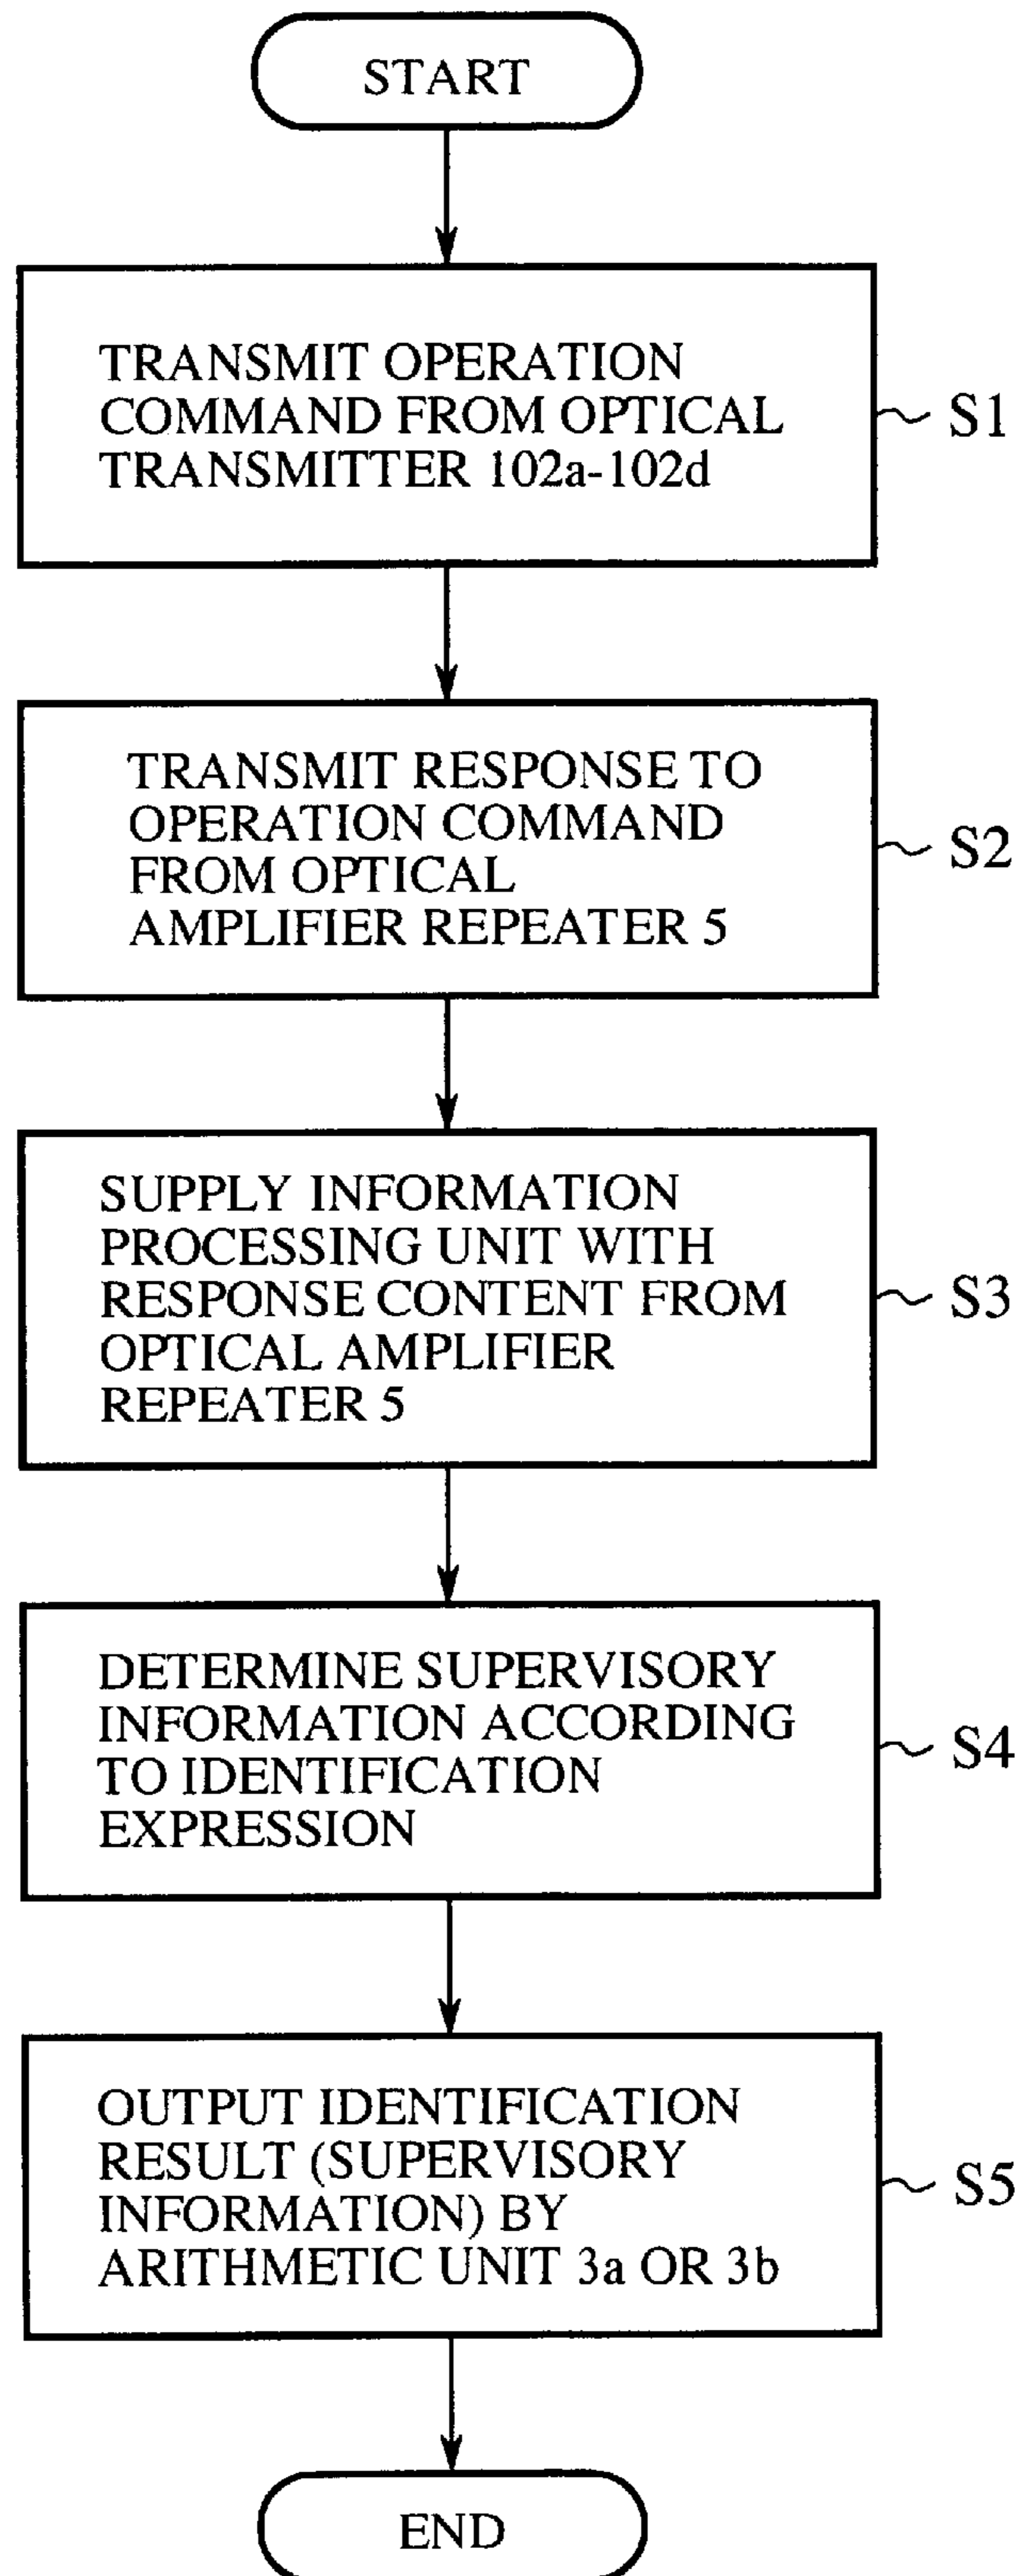 START
TRANSMIT OPERATION
COMMAND FROM OPTICAL
TRANSMITTER 102a-102d
S1
TRANSMIT RESPONSE TO
OPERATION COMMAND
FROM OPTICAL
AMPLIFIER REPEATER 5
S2
SUPPLY INFORMATION
PROCESSING UNIT WITH
RESPONSE CONTENT FROM
OPTICAL AMPLIFIER
REPEATER 5
S3
DETERMINE SUPERVISORY
INFORMATION ACCORDING
TO IDENTIFICATION
EXPRESSION
S4
OUTPUT IDENTIFICATION
RESULT (SUPERVISORY
INFORMATION) BY
ARITHMETIC UNIT 3a OR 3b
S5
END